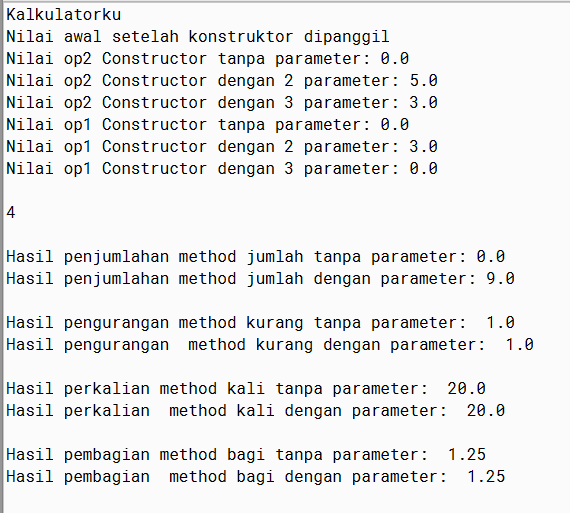 Kalkulatorku
Nilai awal setelah konstruktor dipanggil
Nilai op2 Constructor tanpa parameter: 0.0
Nilai op2 Constructor dengan 2 parameter: 5.0
Nilai op2 Constructor dengan 3 parameter: 3.0
Nilai op1 Constructor tanpa parameter: 0.0
Nilai op1 Constructor dengan 2 parameter: 3.0
Nilai op1 Constructor dengan 3 parameter: 0.0
4
Hasil penjumlahan method jumlah tanpa parameter: 0.0
Hasil penjumlahan method jumlah dengan parameter: 9.0
Hasil pengurangan method kurang tanpa parameter:  1.0
Hasil pengurangan  method kurang dengan parameter:  1.0
Hasil perkalian method kali tanpa parameter:  20.0
Hasil perkalian  method kali dengan parameter:  20.0
Hasil pembagian method bagi tanpa parameter:  1.25
Hasil pembagian  method bagi dengan parameter:  1.25